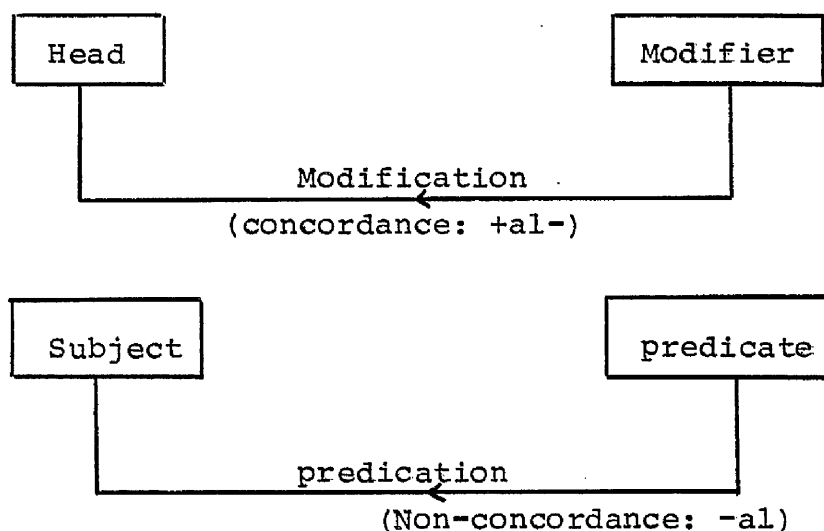 Head Modifier
Modification
(concordance: +al-)
Subject predicate
predication
(Non-concordance: -al)